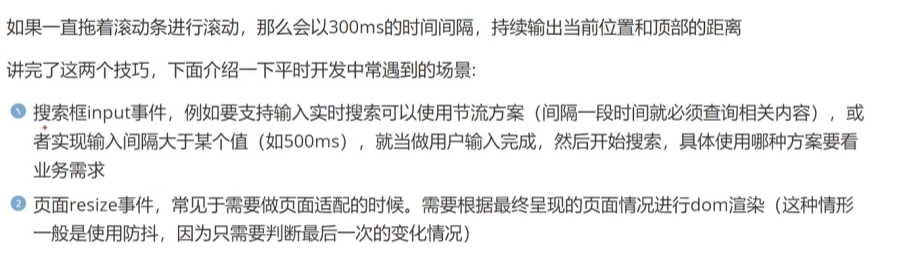 如果一直拖着滚动条进行滚动，那么会以300ms的时间间隔，持续输出当前位置和顶部的距离
讲完了这两个技巧，下面介绍一下平时开发中常遇到的场景:
1 搜索框input事件，例如要支持输入实时搜索可以使用节流方案（间隔一段时间就必须查询相关内容），或
者实现输入间隔大于某个值（如500ms），就当做用户输入完成，然后开始搜索，具体使用哪种方案要看
业务需求
2 页面resize事件，常见于需要做页面适配的时候。需要根据最终呈现的页面情况进行dom渲染（这种情形
一般是使用防抖，因为只需要判断最后一次的变化情况）